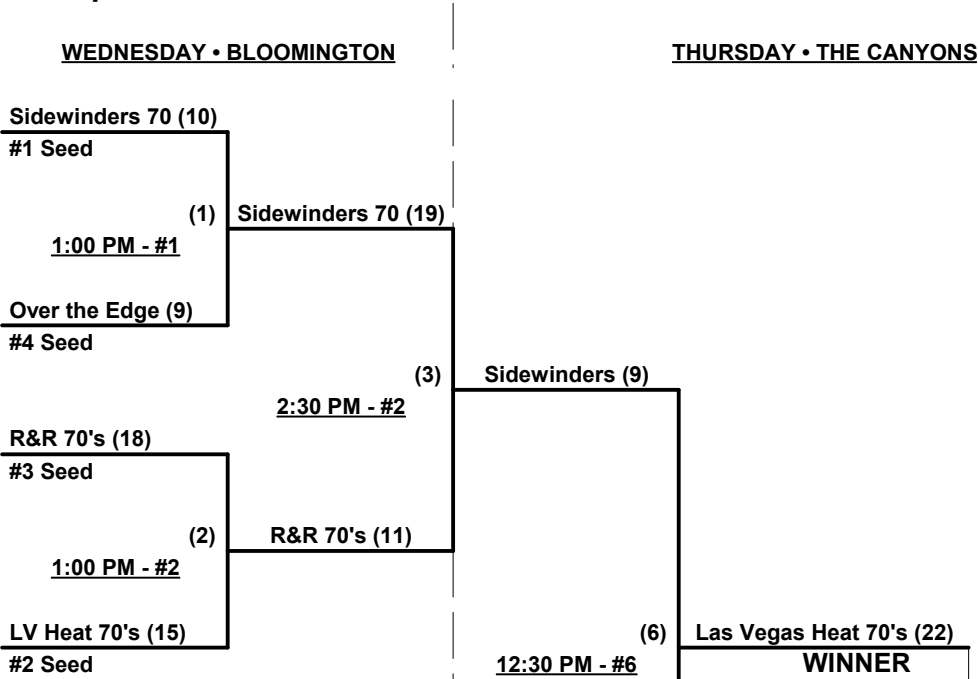 WEDNESDAY • BLOOMINGTON
THURSDAY • THE CANYONS
Sidewinders 70 (10)
#1 Seed
(1)
Sidewinders 70 (19)
1:00 PM - #1
Over the Edge (9)
#4 Seed
(3)
Sidewinders (9)
2:30 PM - #2
R&R 70's (18)
#3 Seed
(2)
R&R 70's (11)
1:00 PM - #2
LV Heat 70's (15)
#2 Seed
(6)
Las Vegas Heat 70's (22)
12:30 PM - #6
WINNER